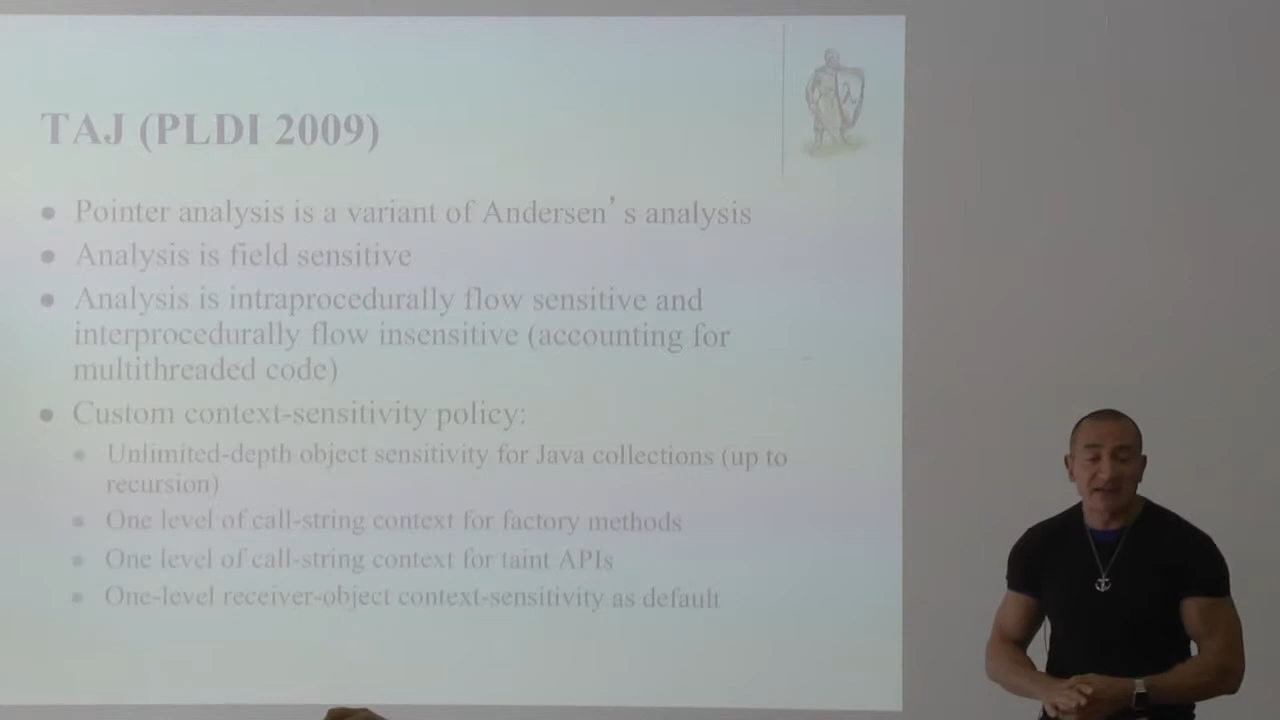 TAJ (PLDI 2009)
• Pointer analysis is a variant of Andersen's analysis
• Analysis is field sensitive
• Analysis is intraprocedurally flow sensitive and
interprocedurally flow insensitive (accounting for
multithreaded code)
• Custom context-sensitivity policy:
• Unlimited-depth object sensitivity for Java collections (up to
recursion)
• One level of call-string context for factory methods
• One level of call-string context for taint APIs
• One-level receiver-object context-sensitivity as default
λ